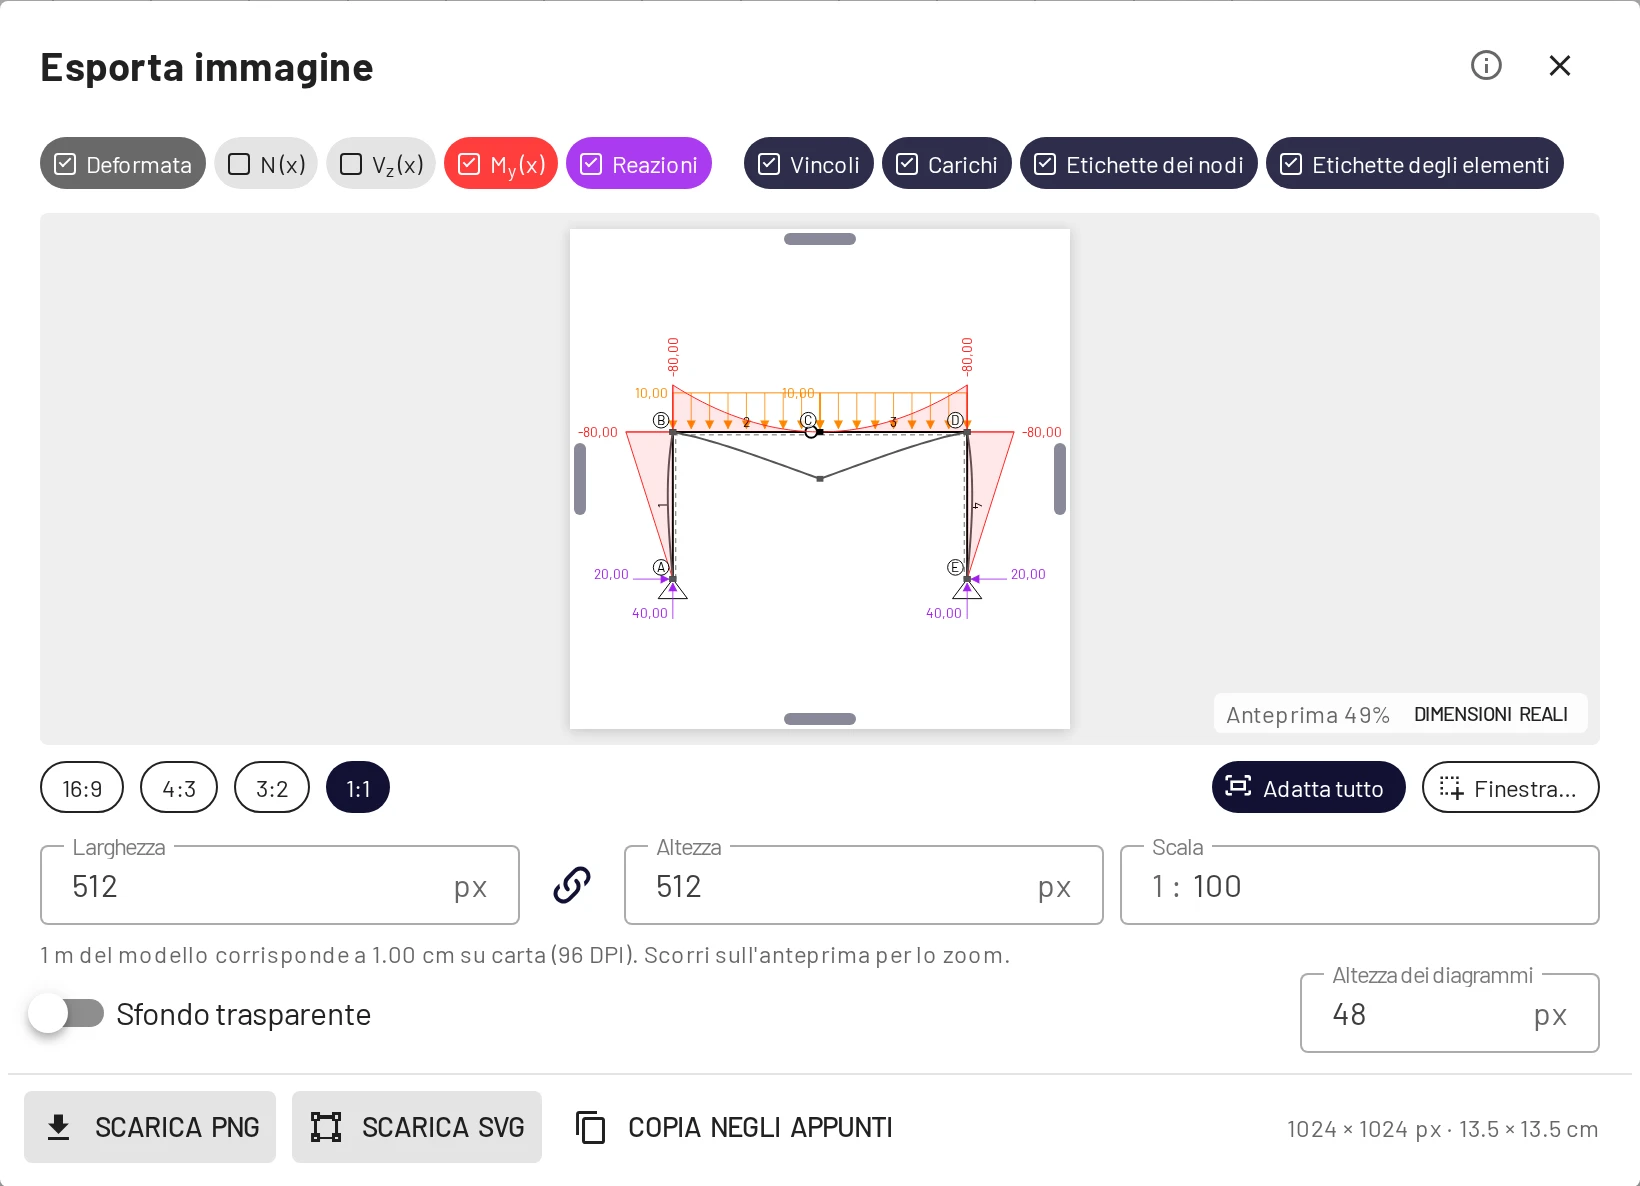 Esporta immagine
Deformata N(x) Vz(x) My(x) Reazioni Vincoli Carichi Etichette dei nodi Etichette degli elementi
-80,00 -80,00
10,00 10,00
B 2 C 3 D
-80,00 -80,00
1 4
A E
20,00 20,00
40,00 40,00
Anteprima 49% DIMENSIONI REALI
16:9 4:3 3:2 1:1 Adatta tutto Finestra...
Larghezza Altezza Scala
512 px 512 px 1 : 100
1 m del modello corrisponde a 1.00 cm su carta (96 DPI). Scorri sull'anteprima per lo zoom.
Altezza dei diagrammi
Sfondo trasparente 48 px
SCARICA PNG SCARICA SVG COPIA NEGLI APPUNTI 1024 × 1024 px · 13.5 × 13.5 cm